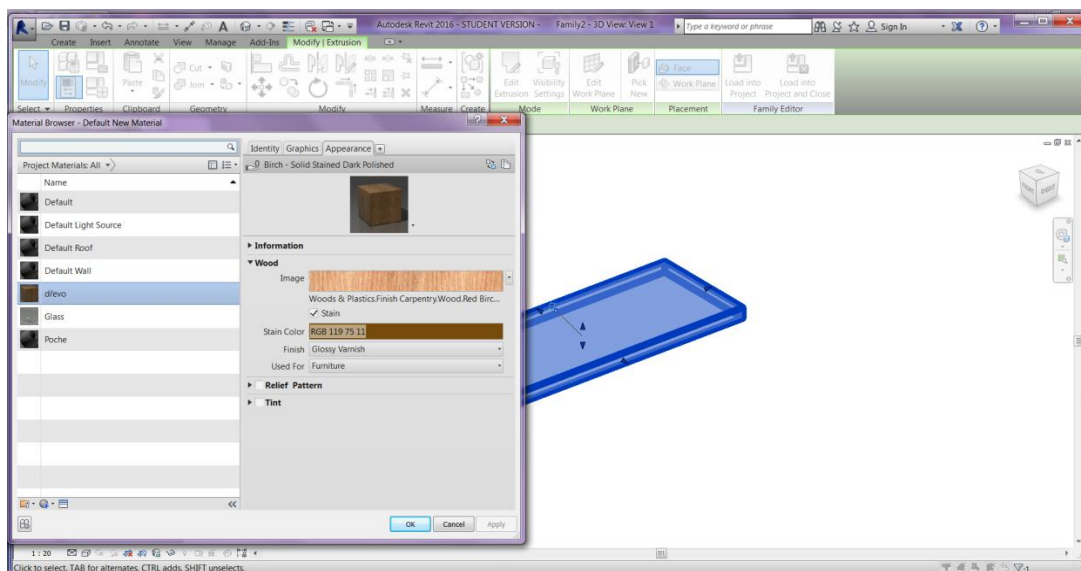 Autodesk Revit 2016 - STUDENT VERSION - Family2 - 3D View: View 1
Type a keyword or phrase
Sign In
Create Insert Annotate View Manage Add-Ins Modify | Extrusion
Modify
Paste
Cut
Join
Edit Extrusion
Visibility Settings
Edit Work Plane
Pick New
Face
Work Plane
Load into Project
Load into Project and Close
Select Properties Clipboard Geometry Modify Measure Create Mode Work Plane Placement Family Editor
Material Browser - Default New Material
Project Materials: All
Name
Default
Default Light Source
Default Roof
Default Wall
dřevo
Glass
Poche
Identity Graphics Appearance
0 Birch - Solid Stained Dark Polished
Information
Wood
Image
Woods & Plastics.Finish Carpentry.Wood.Red Birc...
Stain
Stain Color RGB 119 75 11
Finish Glossy Varnish
Used For Furniture
Relief Pattern
Tint
OK Cancel Apply
RIGHT
1 : 20
Click to select, TAB for alternates, CTRL adds, SHIFT unselects.